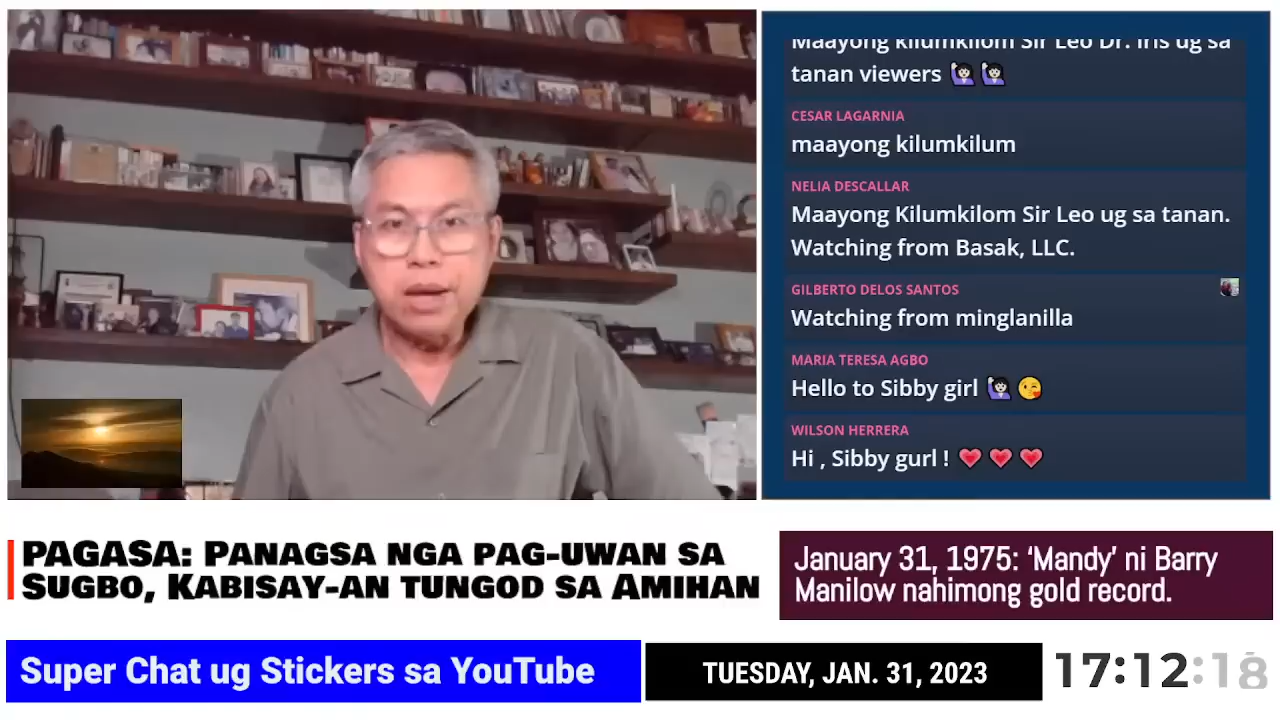 Maayong kilumkilom Sir Leo Dr. Iris ug sa
tanan viewers 🙋🏻‍♀️ 🙋🏻‍♀️
CESAR LAGARNIA
maayong kilumkilum
NELIA DESCALLAR
Maayong Kilumkilom Sir Leo ug sa tanan.
Watching from Basak, LLC.
GILBERTO DELOS SANTOS
Watching from minglanilla
MARIA TERESA AGBO
Hello to Sibby girl 🙋🏻‍♀️ 😘
WILSON HERRERA
Hi , Sibby gurl ! ❤️ ❤️ ❤️
PAGASA: PANAGSA NGA PAG-UWAN SA
SUGBO, KABISAY-AN TUNGOD SA AMIHAN
January 31, 1975: ‘Mandy’ ni Barry
Manilow nahimong gold record.
Super Chat ug Stickers sa YouTube
TUESDAY, JAN. 31, 2023
17:12:18